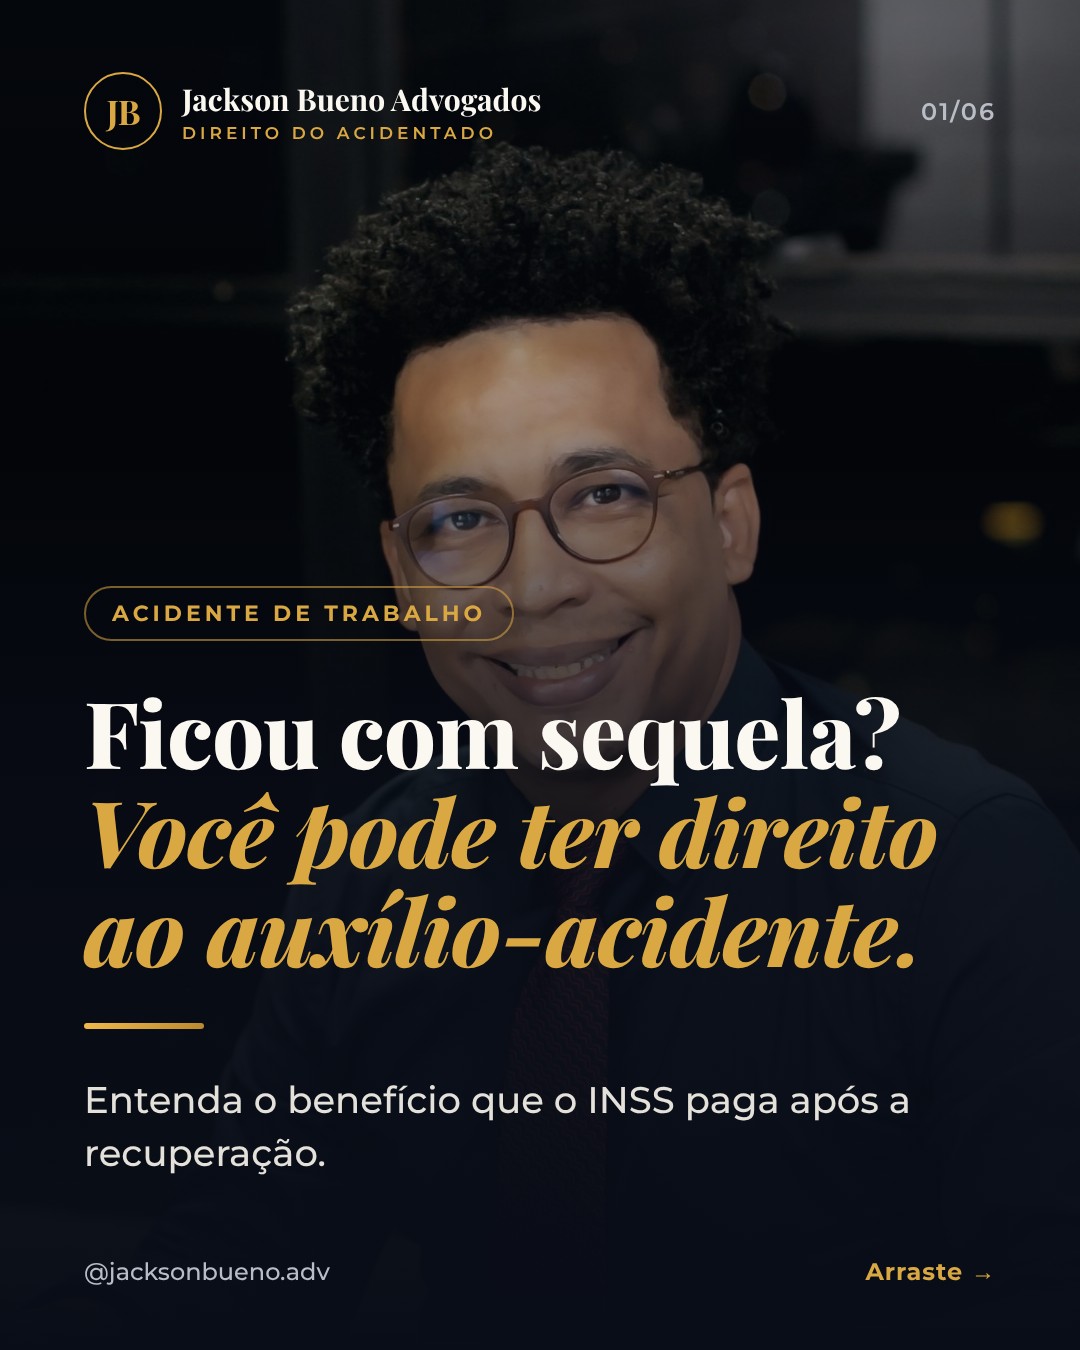 JB
Jackson Bueno Advogados
DIREITO DO ACIDENTADO
01/06
ACIDENTE DE TRABALHO
Ficou com sequela?
Você pode ter direito
ao auxílio-acidente.
Entenda o benefício que o INSS paga após a
recuperação.
@jacksonbueno.adv
Arraste →